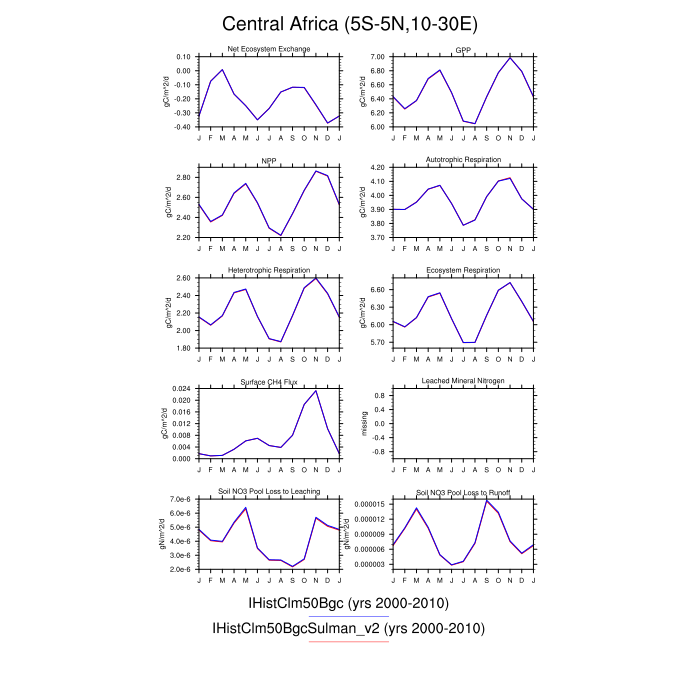 Central Africa (5S-5N,10-30E)
Net Ecosystem Exchange
gC/m^2/d
0.10
0.00
-0.10
-0.20
-0.30
-0.40
J F M A M J J A S O N D J
GPP
gC/m^2/d
7.00
6.80
6.60
6.40
6.20
6.00
J F M A M J J A S O N D J
NPP
gC/m^2/d
2.80
2.60
2.40
2.20
J F M A M J J A S O N D J
Autotrophic Respiration
gC/m^2/d
4.20
4.10
4.00
3.90
3.80
3.70
J F M A M J J A S O N D J
Heterotrophic Respiration
gC/m^2/d
2.60
2.40
2.20
2.00
1.80
J F M A M J J A S O N D J
Ecosystem Respiration
gC/m^2/d
6.60
6.30
6.00
5.70
J F M A M J J A S O N D J
Surface CH4 Flux
gC/m^2/d
0.024
0.020
0.016
0.012
0.008
0.004
0.000
J F M A M J J A S O N D J
Leached Mineral Nitrogen
missing
0.8
0.4
-0.0
-0.4
-0.8
J F M A M J J A S O N D J
Soil NO3 Pool Loss to Leaching
gN/m^2/d
7.0e-6
6.0e-6
5.0e-6
4.0e-6
3.0e-6
2.0e-6
J F M A M J J A S O N D J
Soil NO3 Pool Loss to Runoff
gN/m^2/d
0.000015
0.000012
0.000009
0.000006
0.000003
J F M A M J J A S O N D J
IHistClm50Bgc (yrs 2000-2010)
IHistClm50BgcSulman_v2 (yrs 2000-2010)